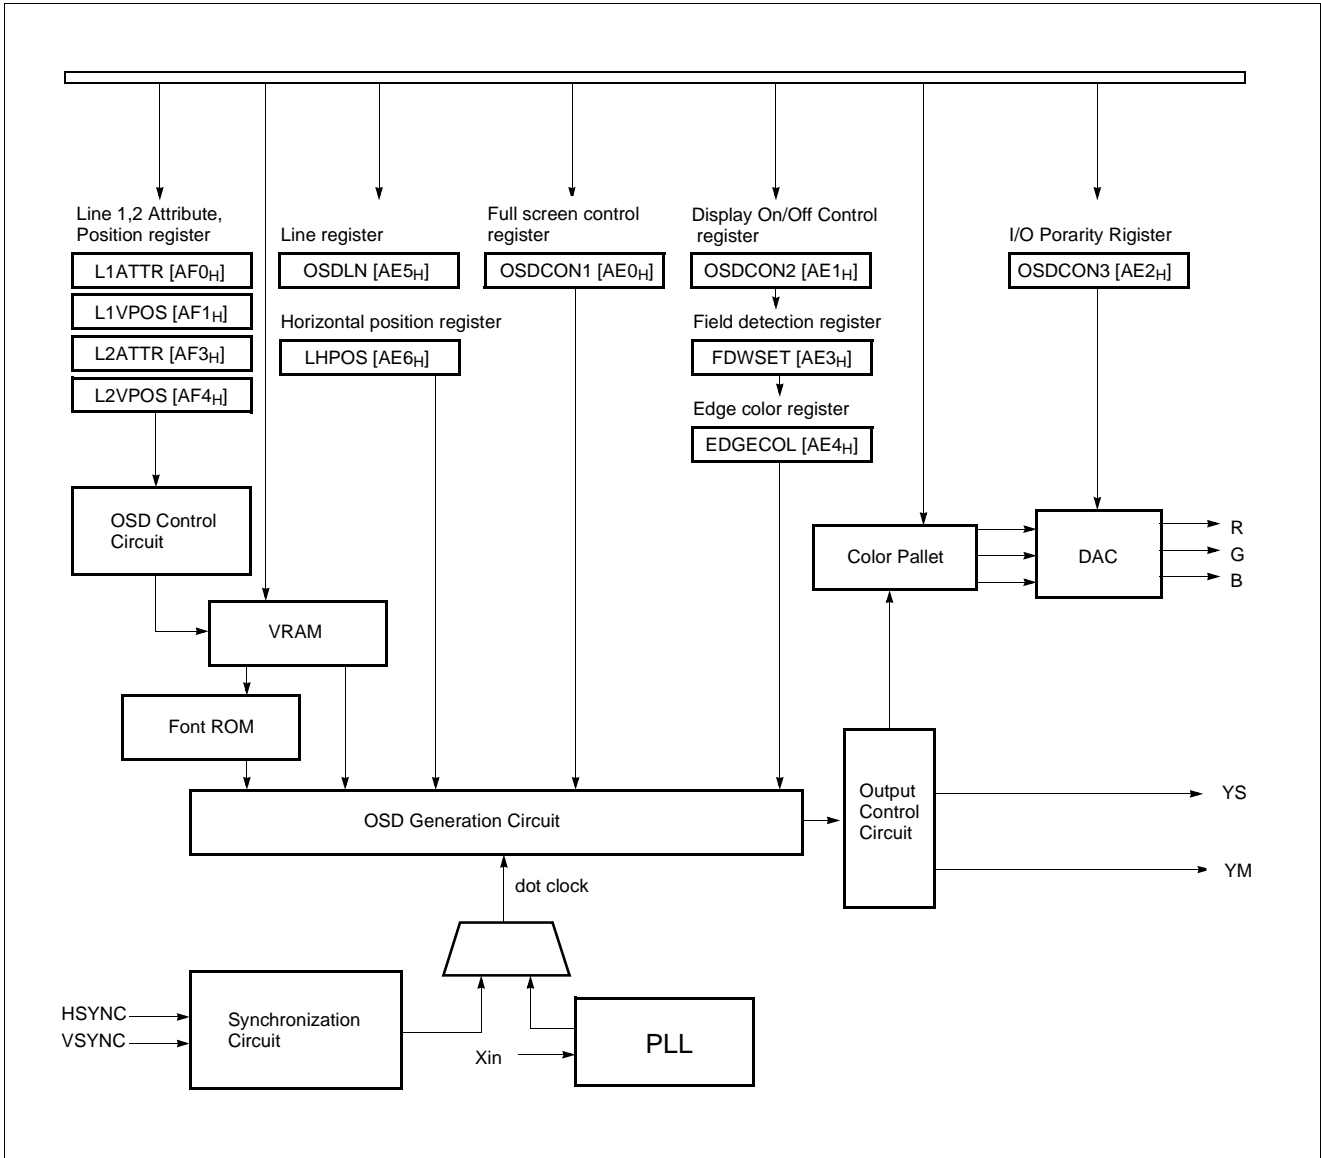 Line 1,2 Attribute,
Position register
L1ATTR [AF0H]
L1VPOS [AF1H]
L2ATTR [AF3H]
L2VPOS [AF4H]
Line register
OSDLN [AE5H]
Horizontal position register
LHPOS [AE6H]
Full screen control
register
OSDCON1 [AE0H]
Display On/Off Control
register
OSDCON2 [AE1H]
Field detection register
FDWSET [AE3H]
Edge color register
EDGECOL [AE4H]
I/O Porarity Rigister
OSDCON3 [AE2H]
OSD Control
Circuit
VRAM
Font ROM
Color Pallet
DAC
R
G
B
OSD Generation Circuit
Output
Control
Circuit
YS
YM
dot clock
HSYNC
VSYNC
Synchronization
Circuit
Xin
PLL